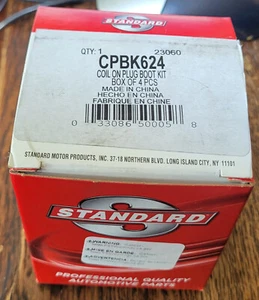 STANDARD
QTY: 1 23060
CPBK624
COIL ON PLUG BOOT KIT
BOX OF 4 PCS
MADE IN CHINA
HECHO EN CHINA
FABRIQUE EN CHINE
0 33086 50005 8
STANDARD MOTOR PRODUCTS, INC. 37-18 NORTHERN BLVD. LONG ISLAND CITY, NY 11101
S
STANDARD
PROFESSIONAL QUALITY
AUTOMOTIVE PARTS